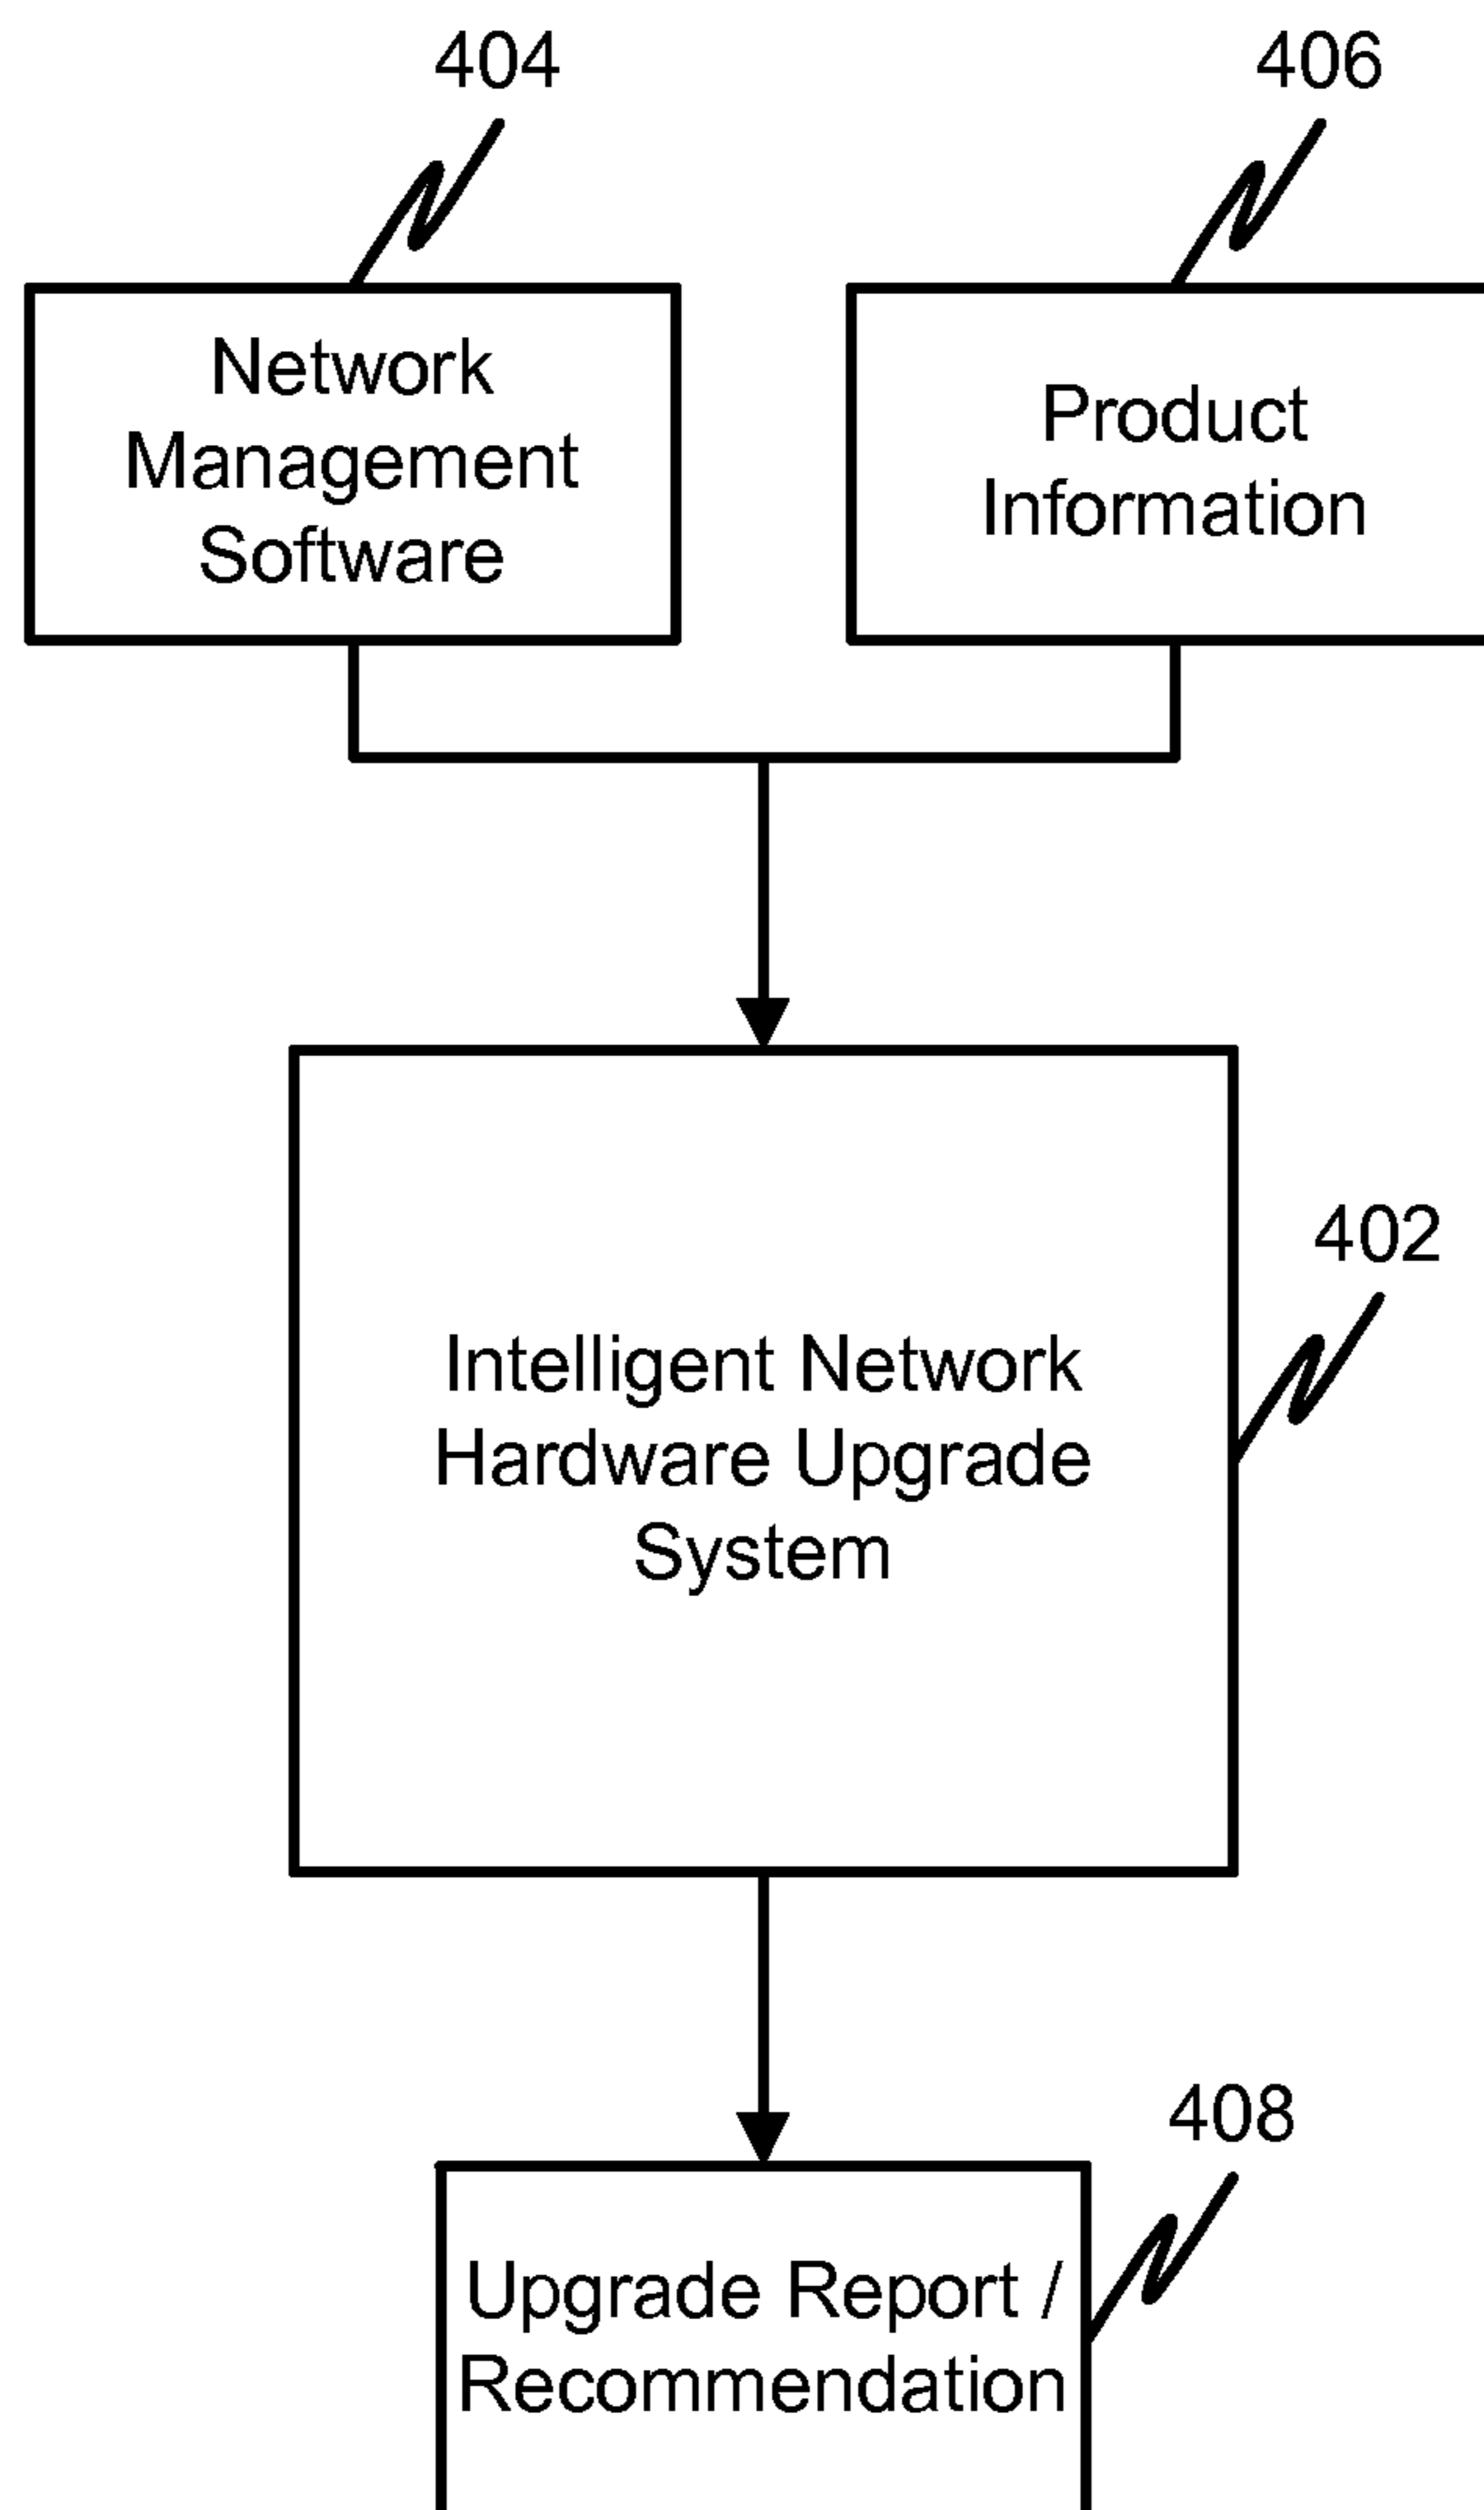 404
406
Network
Management
Software
Product
Information
402
Intelligent Network
Hardware Upgrade
System
408
Upgrade Report /
Recommendation